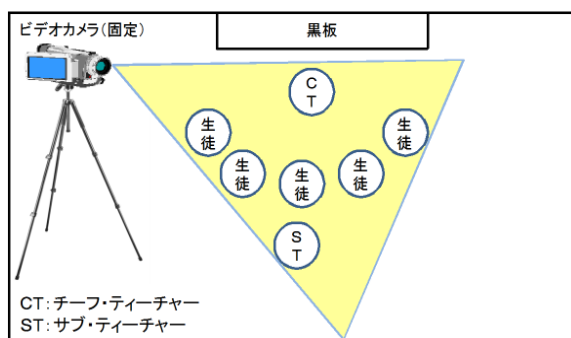 ビデオカメラ(固定)
黒板
CT
生徒
生徒
生徒
生徒
生徒
ST
CT:チーフ・ティーチャー
ST:サブ・ティーチャー